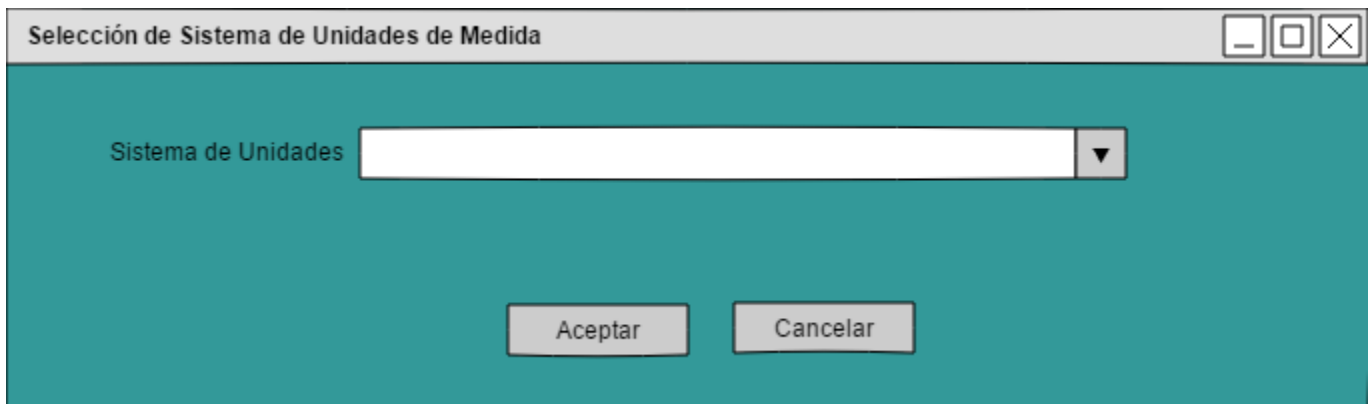 Selección de Sistema de Unidades de Medida
Sistema de Unidades
Aceptar
Cancelar